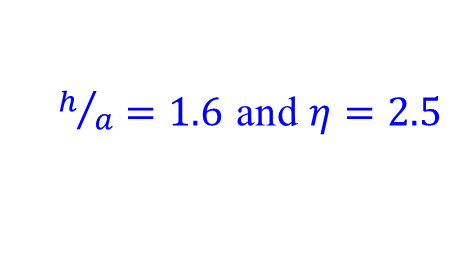 h/a = 1.6 and η = 2.5